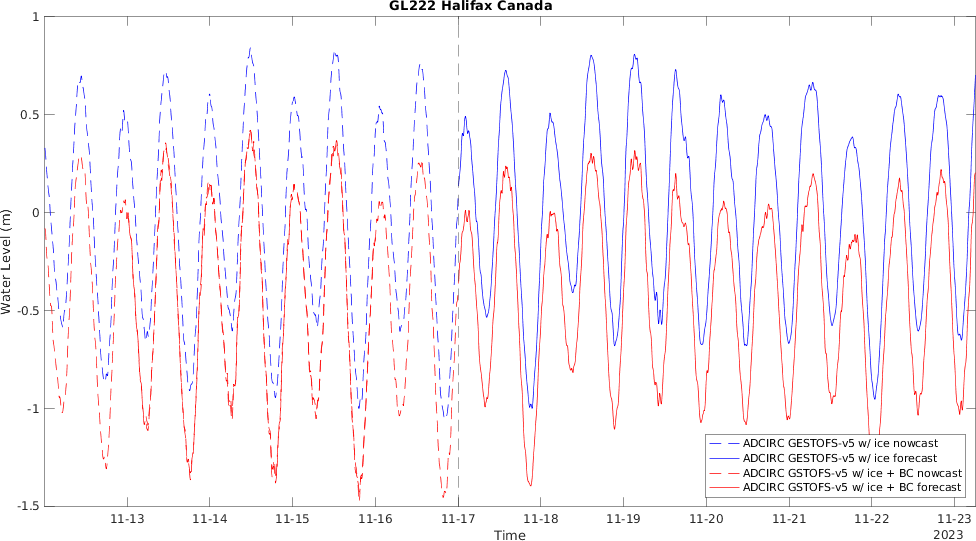 GL222 Halifax Canada
1
0.5
0
-0.5
-1
-1.5
Water Level (m)
11-13
11-14
11-15
11-16
11-17
11-18
11-19
11-20
11-21
11-22
11-23
Time
2023
ADCIRC GESTOFS-v5 w/ ice nowcast
ADCIRC GESTOFS-v5 w/ ice forecast
ADCIRC GSTOFS-v5 w/ ice + BC nowcast
ADCIRC GSTOFS-v5 w/ ice + BC forecast